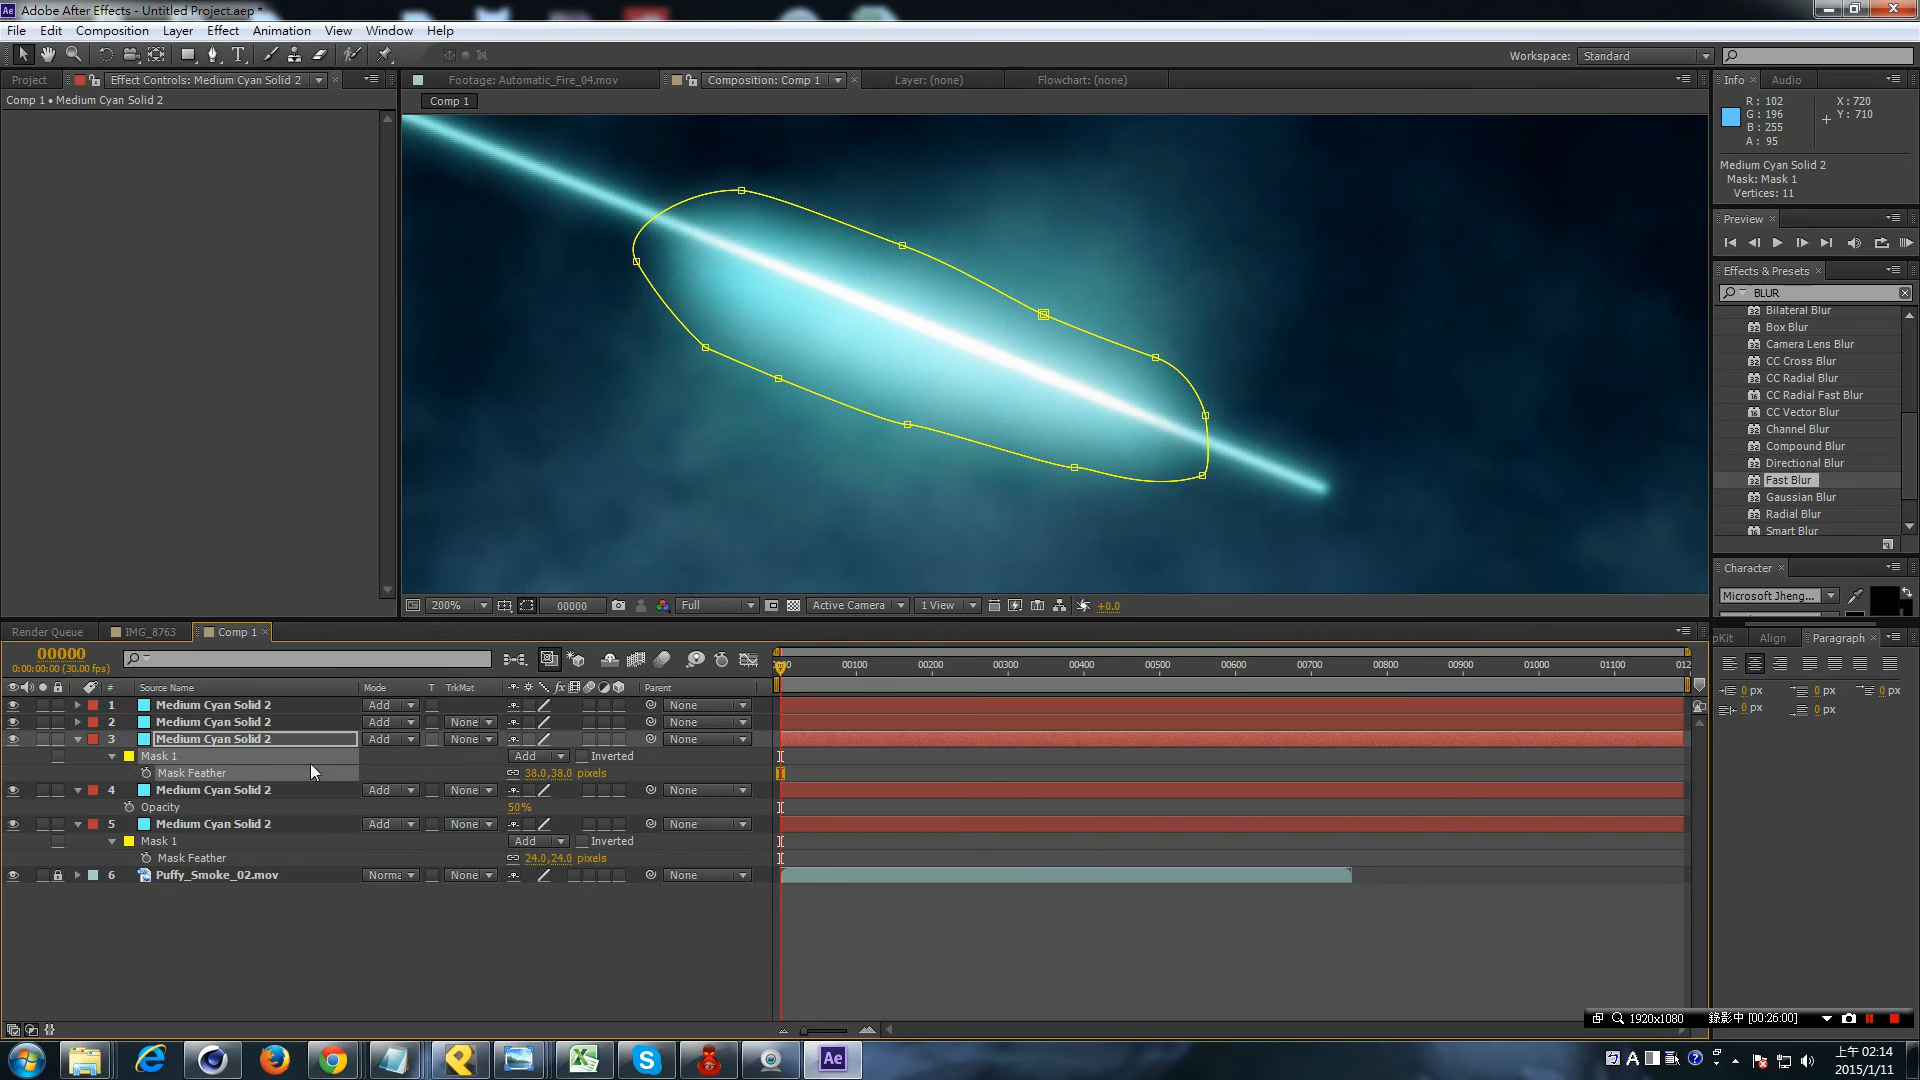 Adobe After Effects - Untitled Project.aep *
File Edit Composition Layer Effect Animation View Window Help
Workspace: Standard
Project Effect Controls: Medium Cyan Solid 2
Comp 1 • Medium Cyan Solid 2
Footage: Automatic_Fire_04.mov Composition: Comp 1 Layer: (none) Flowchart: (none)
Comp 1
Info Audio
R: 102 X: 720
G: 196 Y: 710
B: 255
A: 95
Medium Cyan Solid 2
Mask: Mask 1
Vertices: 11
Preview
Effects & Presets
BLUR
Bilateral Blur
Box Blur
Camera Lens Blur
CC Cross Blur
CC Radial Blur
CC Radial Fast Blur
CC Vector Blur
Channel Blur
Compound Blur
Directional Blur
Fast Blur
Gaussian Blur
Radial Blur
Smart Blur
Character
Microsoft Jheng...
200% 00000 Full Active Camera 1 View +0.0
Render Queue IMG_8763 Comp 1
00000
0:00:00:00 (30.00 fps)
# Source Name Mode T TrkMat Parent
00100 00200 00300 00400 00500 00600 00700 00800 00900 01000 01100 012
1 Medium Cyan Solid 2 Add None
2 Medium Cyan Solid 2 Add None None
3 Medium Cyan Solid 2 Add None None
Mask 1 Add Inverted
Mask Feather 38.0,38.0 pixels
4 Medium Cyan Solid 2 Add None None
Opacity 50%
5 Medium Cyan Solid 2 Add None None
Mask 1 Add Inverted
Mask Feather 24.0,24.0 pixels
6 Puffy_Smoke_02.mov Norma None None
pKit Align Paragraph
0 px 0 px 0 px
0 px 0 px
1920x1080 錄影中 [00:26:00]
上午 02:14
2015/1/11